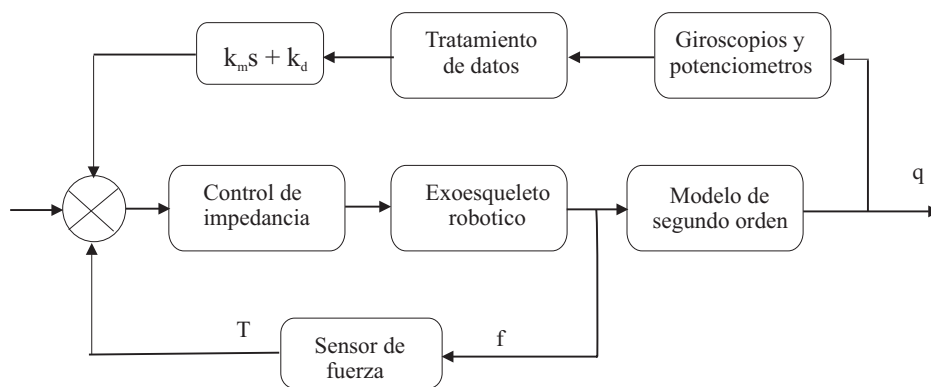 kₘs + k_d
Tratamiento
de datos
Giroscopios y
potenciometros
Control de
impedancia
Exoesqueleto
robotico
Modelo de
segundo orden
q
T
Sensor de
fuerza
f